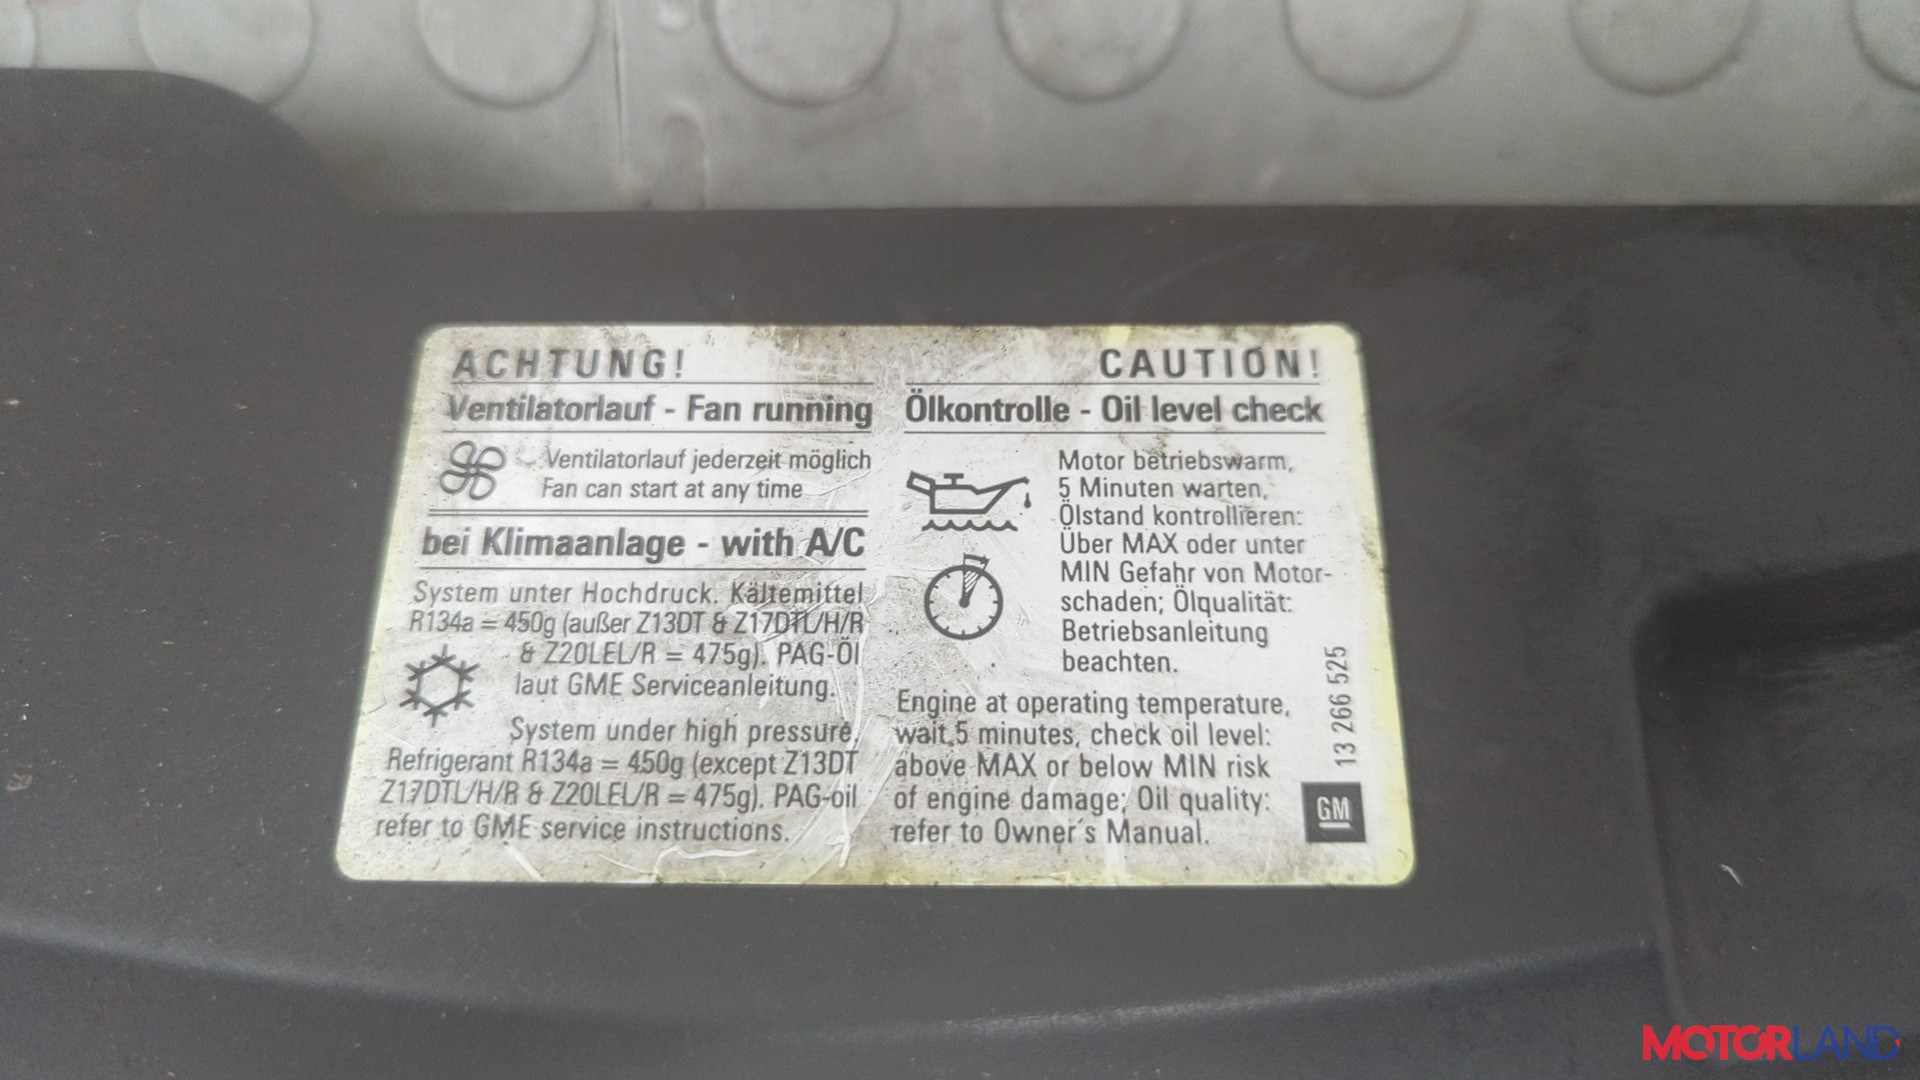 ACHTUNG!
Ventilatorlauf - Fan running
Ventilatorlauf jederzeit möglich
Fan can start at any time
bei Klimaanlage - with A/C
System unter Hochdruck. Kältemittel
R134a = 450g (außer Z13DT & Z17DTL/H/R
& Z20LEL/R = 475g). PAG-Öl
laut GME Serviceanleitung.
System under high pressure.
Refrigerant R134a = 450g (except Z13DT
Z17DTL/H/R & Z20LEL/R = 475g). PAG-oil
refer to GME service instructions.
CAUTION!
Ölkontrolle - Oil level check
Motor betriebswarm,
5 Minuten warten,
Ölstand kontrollieren:
Über MAX oder unter
MIN Gefahr von Motor-
schaden; Ölqualität:
Betriebsanleitung
beachten.
Engine at operating temperature,
wait 5 minutes, check oil level:
above MAX or below MIN risk
of engine damage; Oil quality:
refer to Owner's Manual.
13 266 525
GM
MOTORLAND